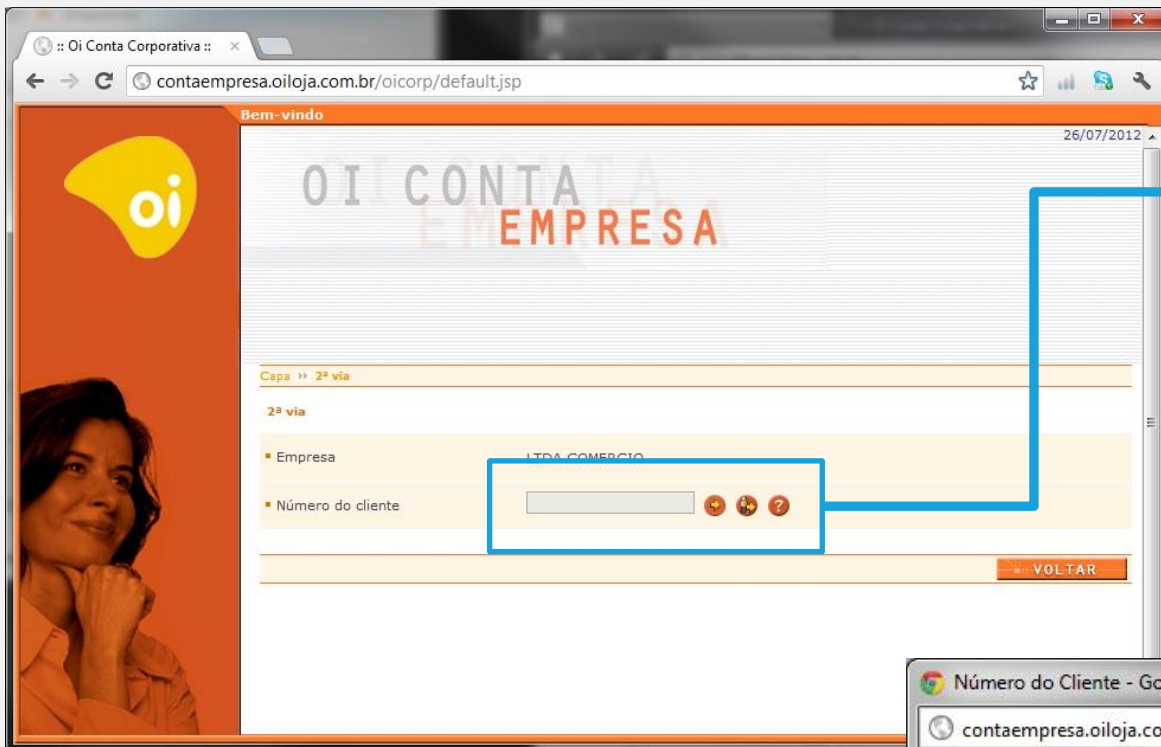 :: Oi Conta Corporativa ::
contaempresa.oiloja.com.br/oicorp/default.jsp
Bem-vindo
26/07/2012
oi
OI CONTA
EMPRESA
Capa » 2ª via
2ª via
Empresa LTDA COMERCIO
Número do cliente ?
VOLTAR
Número do Cliente - Go
contaempresa.oiloja.co